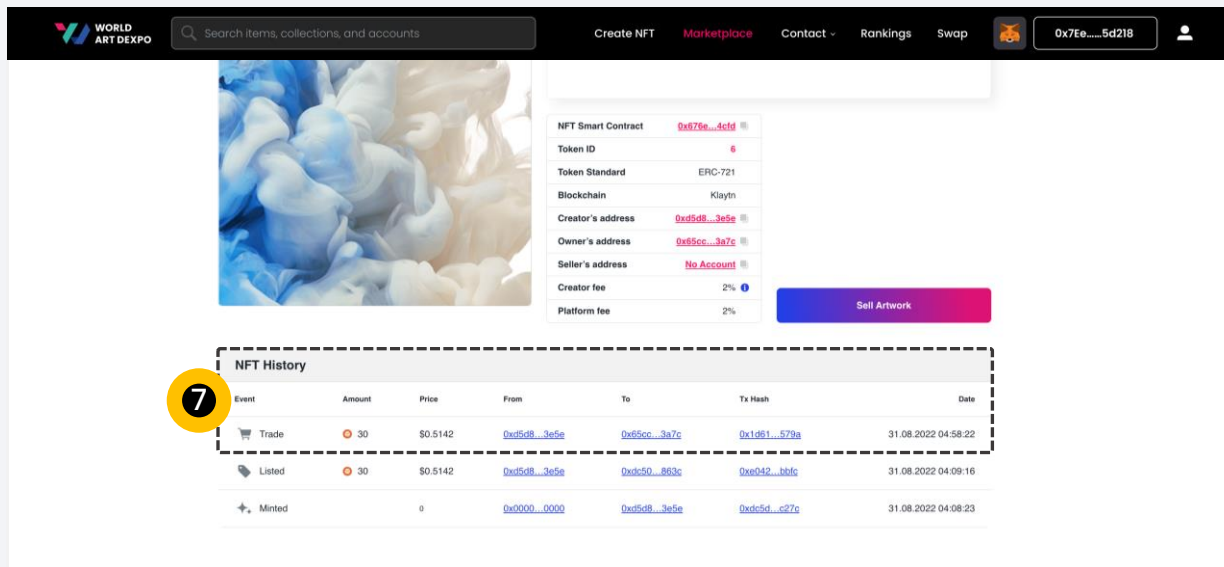 WORLD
ART DEXPO
Search items, collections, and accounts
Create NFT
Marketplace
Contact
Rankings
Swap
0x7Ee......5d218
NFT Smart Contract 0x676e...4cfd
Token ID 6
Token Standard ERC-721
Blockchain Klaytn
Creator's address 0xd5d8...3e5e
Owner's address 0x65cc...3a7c
Seller's address No Account
Creator fee 2%
Platform fee 2%
Sell Artwork
NFT History
7
Event Amount Price From To Tx Hash Date
Trade 30 $0.5142 0xd5d8...3e5e 0x65cc...3a7c 0x1d61...579a 31.08.2022 04:58:22
Listed 30 $0.5142 0xd5d8...3e5e 0xdc50...863c 0xe042...bbfc 31.08.2022 04:09:16
Minted 0 0x0000...0000 0xd5d8...3e5e 0xdc5d...c27c 31.08.2022 04:08:23